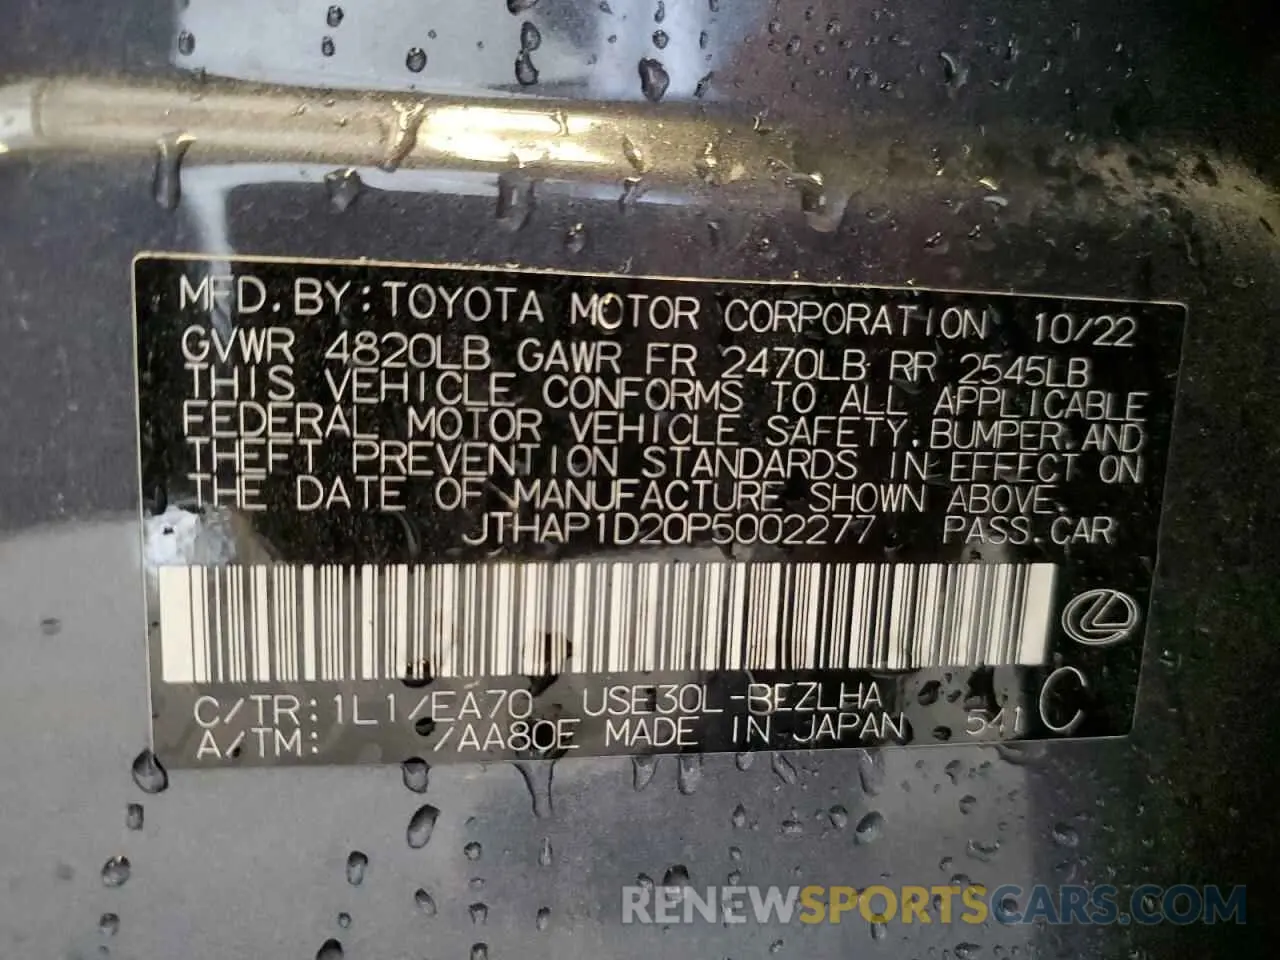 MFD.BY:TOYOTA MOTOR CORPORATION 10/22
GVWR 4820LB GAWR FR 2470LB RR 2545LB
THIS VEHICLE CONFORMS TO ALL APPLICABLE
FEDERAL MOTOR VEHICLE SAFETY,BUMPER,AND
THEFT PREVENTION STANDARDS IN EFFECT ON
THE DATE OF MANUFACTURE SHOWN ABOVE.
JTHAP1D20P5002277 PASS.CAR
C/TR:1L1/EA70 USE30L-BEZLHA
A/TM: /AA80E MADE IN JAPAN 541 C
RENEWSPORTSCARS.COM